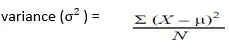 variance (σ² ) = Σ (X − μ)² / N